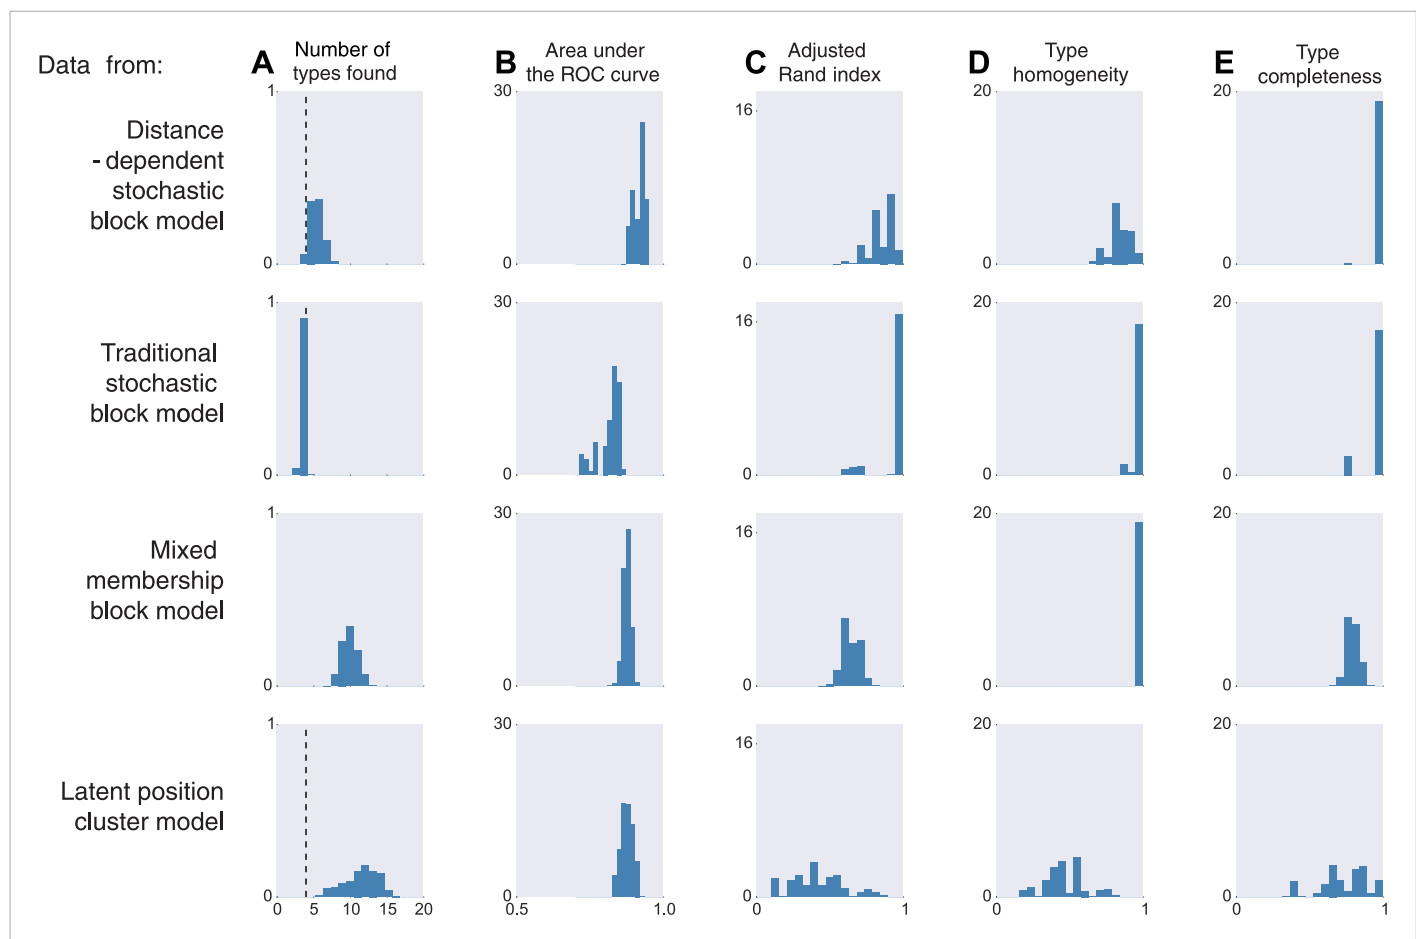 Data from:
A Number of
types found
B Area under
the ROC curve
C Adjusted
Rand index
D Type
homogeneity
E Type
completeness
Distance
- dependent
stochastic
block model
1
0
30
0
16
0
20
0
20
0
Traditional
stochastic
block model
1
0
30
0
16
0
20
0
20
0
Mixed
membership
block model
1
0
30
0
16
0
20
0
20
0
Latent position
cluster model
1
0
30
0
16
0
20
0
20
0
0 5 10 15 20
0.5 1.0
0 1
0 1
0 1